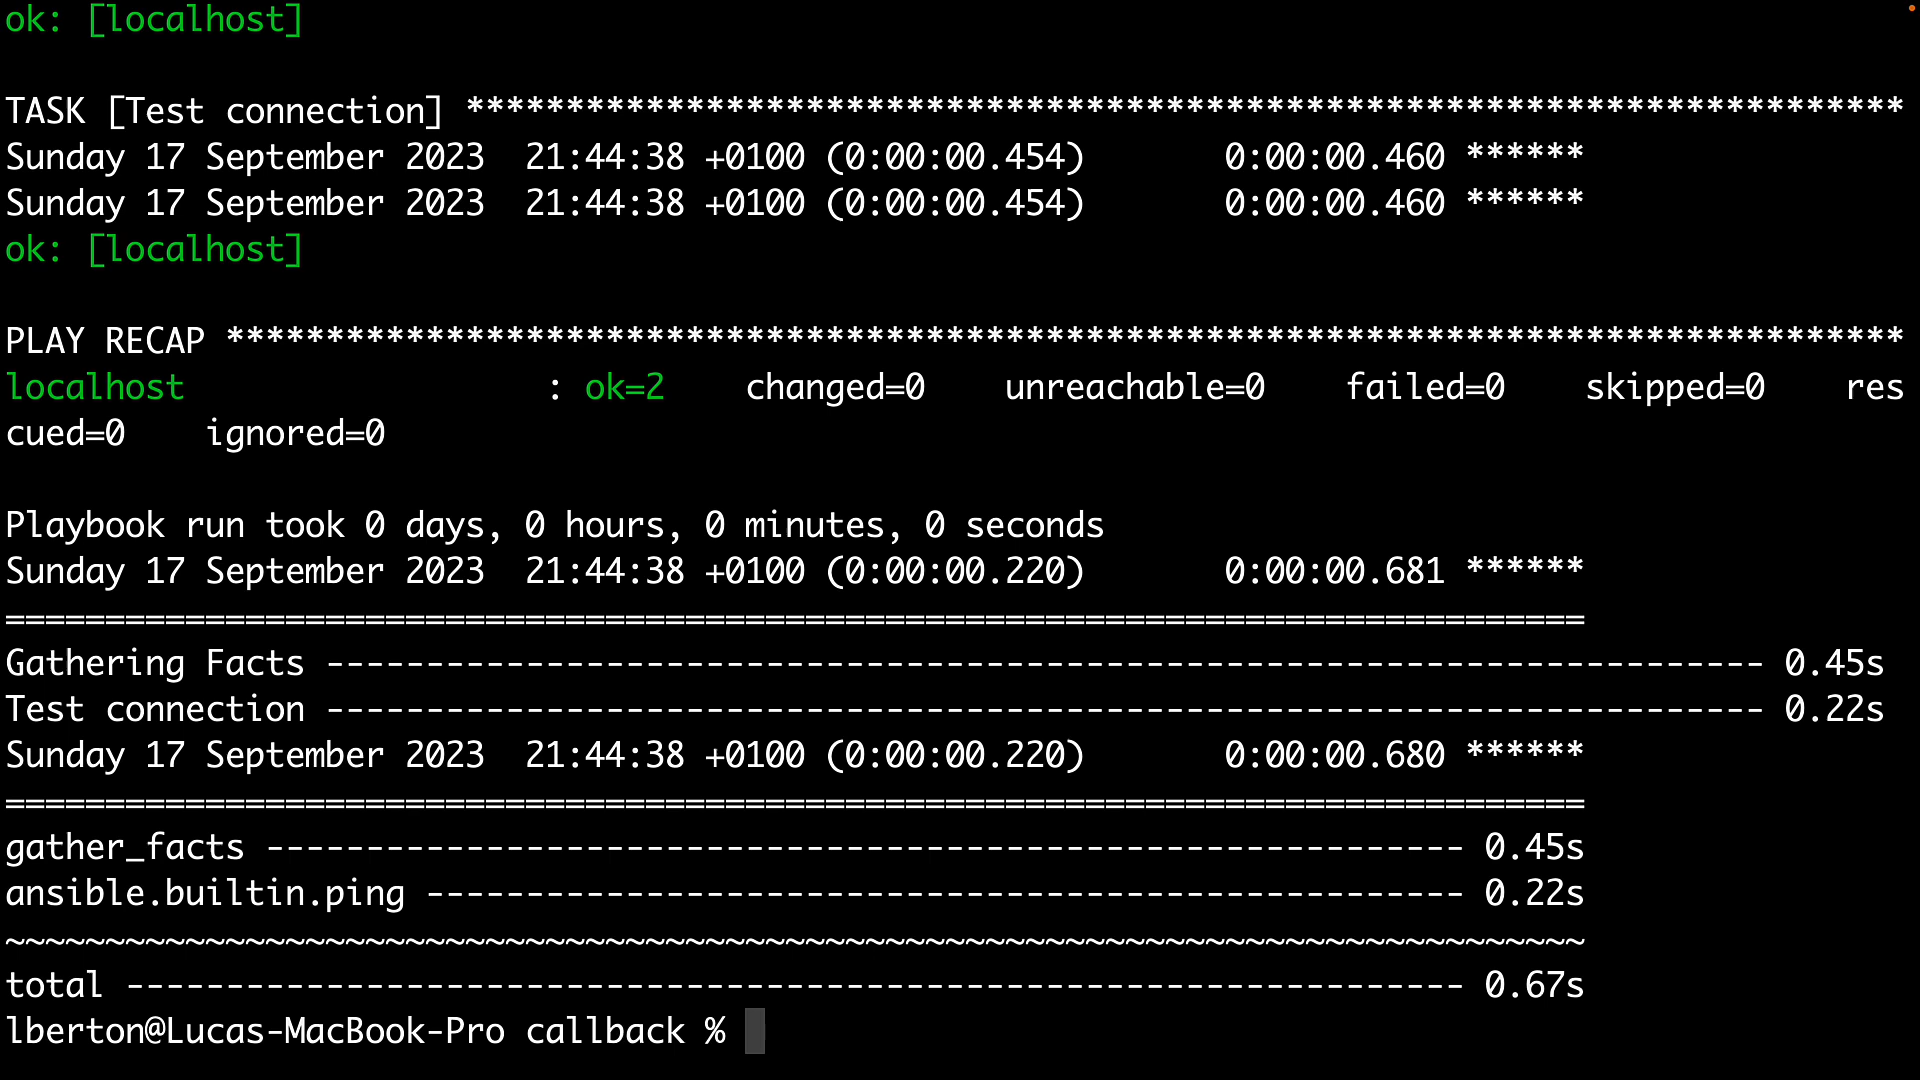 ok: [localhost]
TASK [Test connection] ************************************************************************
Sunday 17 September 2023  21:44:38 +0100 (0:00:00.454)       0:00:00.460 ******
Sunday 17 September 2023  21:44:38 +0100 (0:00:00.454)       0:00:00.460 ******
ok: [localhost]
PLAY RECAP ************************************************************************************
localhost                  : ok=2    changed=0    unreachable=0    failed=0    skipped=0    res
cued=0    ignored=0
Playbook run took 0 days, 0 hours, 0 minutes, 0 seconds
Sunday 17 September 2023  21:44:38 +0100 (0:00:00.220)       0:00:00.681 ******
===============================================================================
Gathering Facts ------------------------------------------------------------------------ 0.45s
Test connection ------------------------------------------------------------------------ 0.22s
Sunday 17 September 2023  21:44:38 +0100 (0:00:00.220)       0:00:00.680 ******
===============================================================================
gather_facts ------------------------------------------------------------ 0.45s
ansible.builtin.ping ---------------------------------------------------- 0.22s
~~~~~~~~~~~~~~~~~~~~~~~~~~~~~~~~~~~~~~~~~~~~~~~~~~~~~~~~~~~~~~~~~~~~~~~~~~~~~~~
total ------------------------------------------------------------------- 0.67s
lberton@Lucas-MacBook-Pro callback %